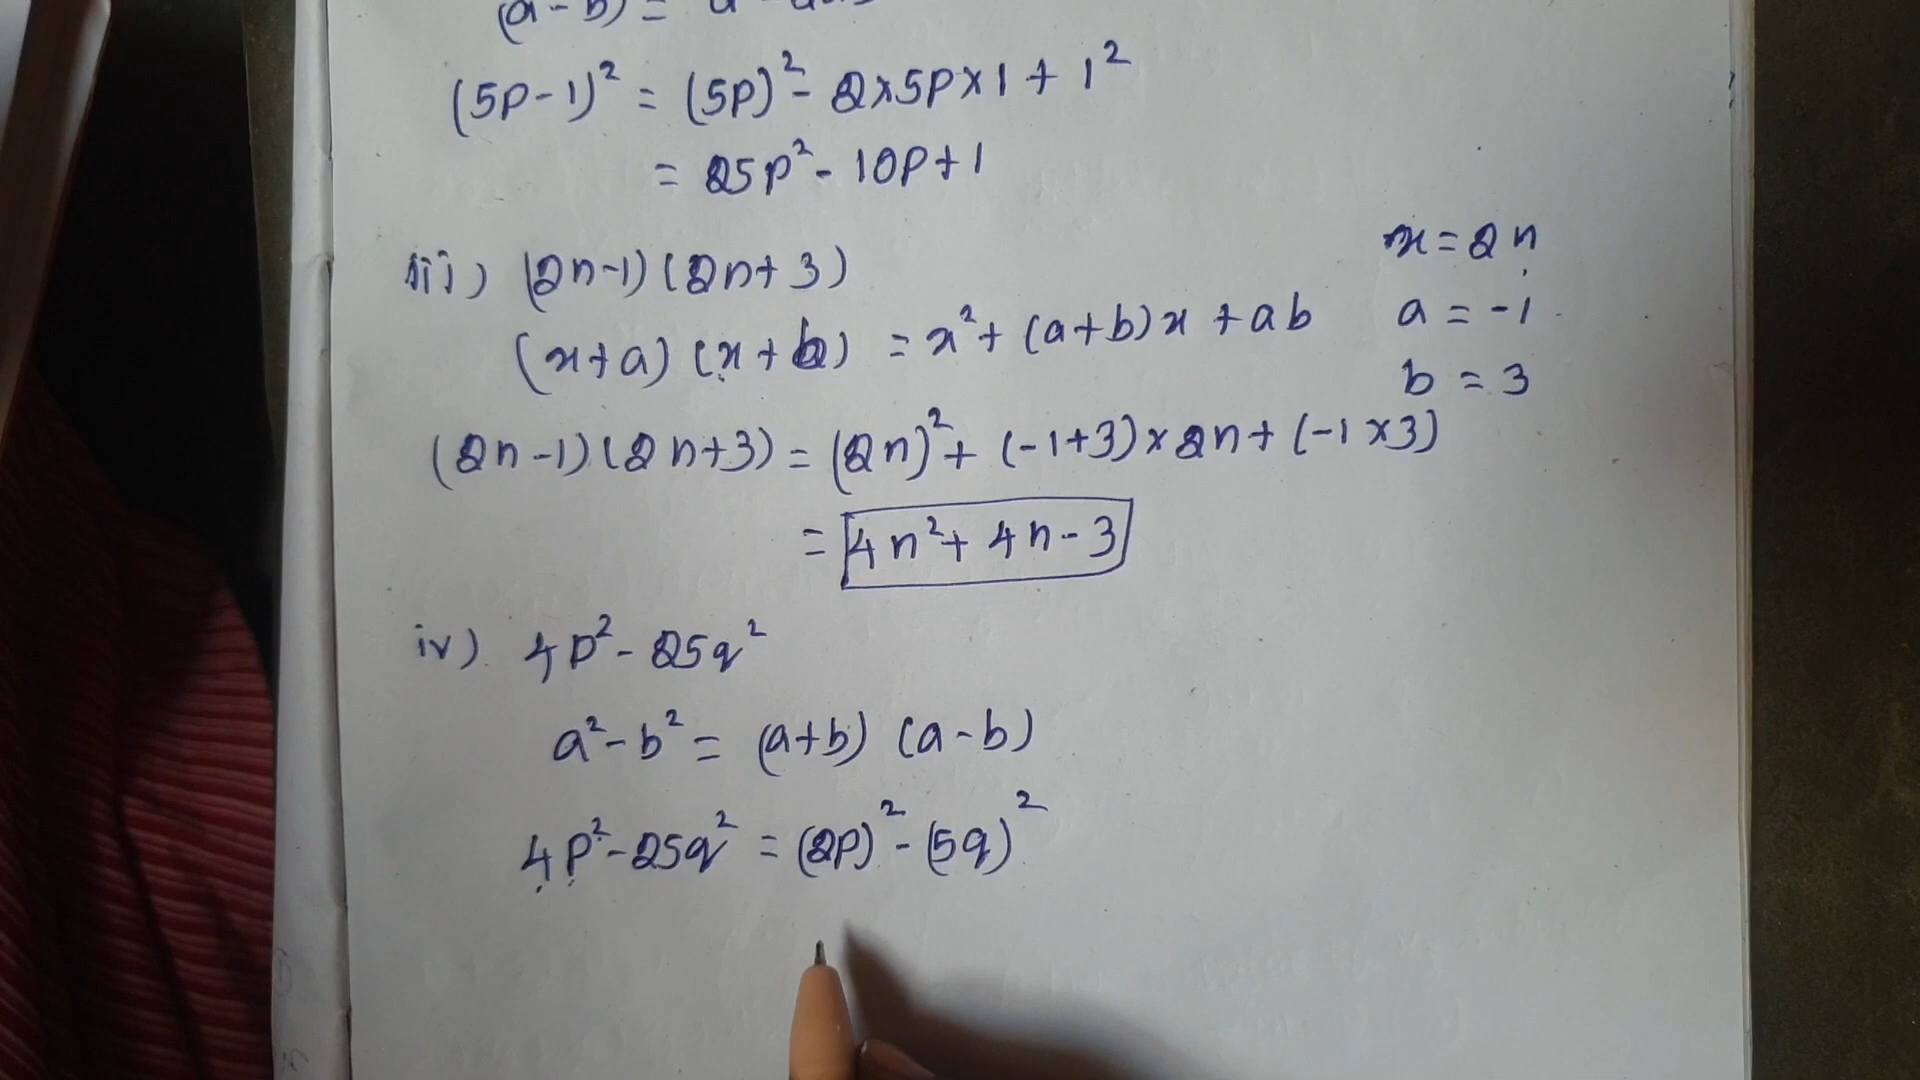 (a-b)² = a
(5p-1)² = (5p)² - 2×5p×1 + 1²
= 25p² - 10p+1
iii) (2n-1)(2n+3)
x = 2n
(x+a)(x+b) = x²+(a+b)x+ab
a = -1
b = 3
(2n-1)(2n+3) = (2n)²+(-1+3)×2n+(-1×3)
= 4n²+4n-3
iv) 4p²-25q²
a²-b² = (a+b) (a-b)
4p²-25q² = (2p)²-(5q)²